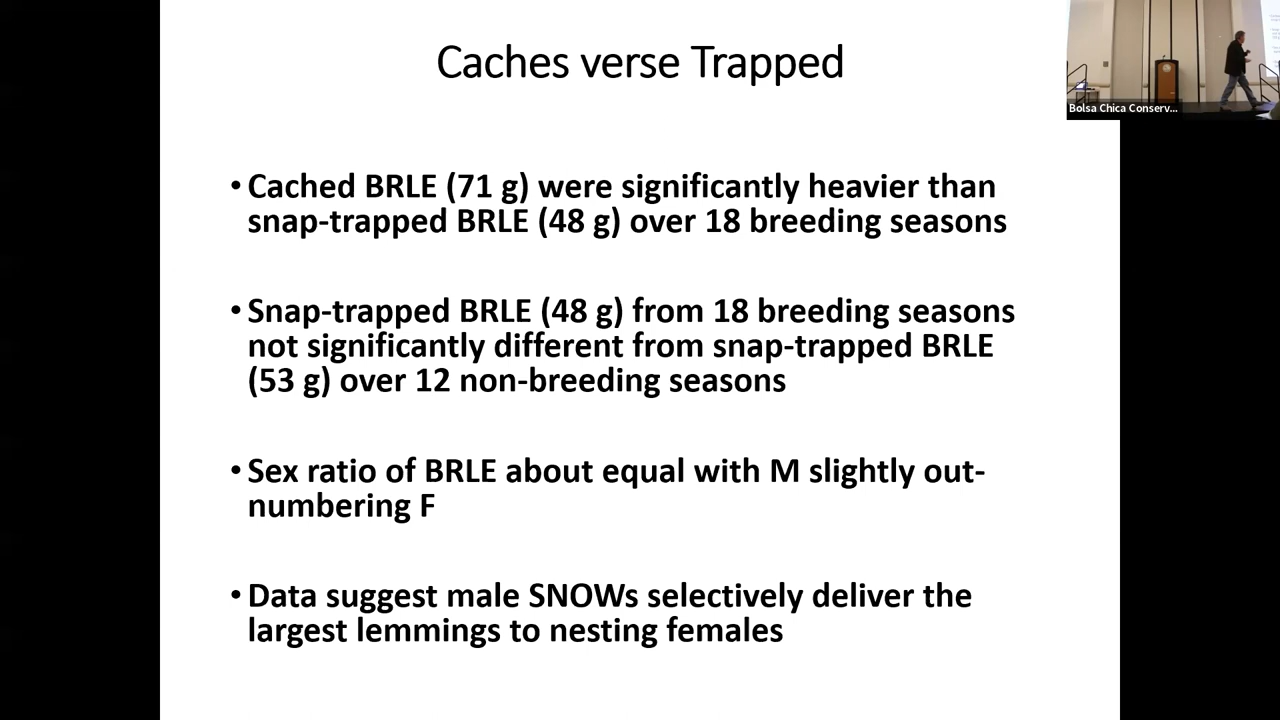 Caches verse Trapped
Bolsa Chica Conserv...
• Cached BRLE (71 g) were significantly heavier than
snap-trapped BRLE (48 g) over 18 breeding seasons
• Snap-trapped BRLE (48 g) from 18 breeding seasons
not significantly different from snap-trapped BRLE
(53 g) over 12 non-breeding seasons
• Sex ratio of BRLE about equal with M slightly out-
numbering F
• Data suggest male SNOWs selectively deliver the
largest lemmings to nesting females